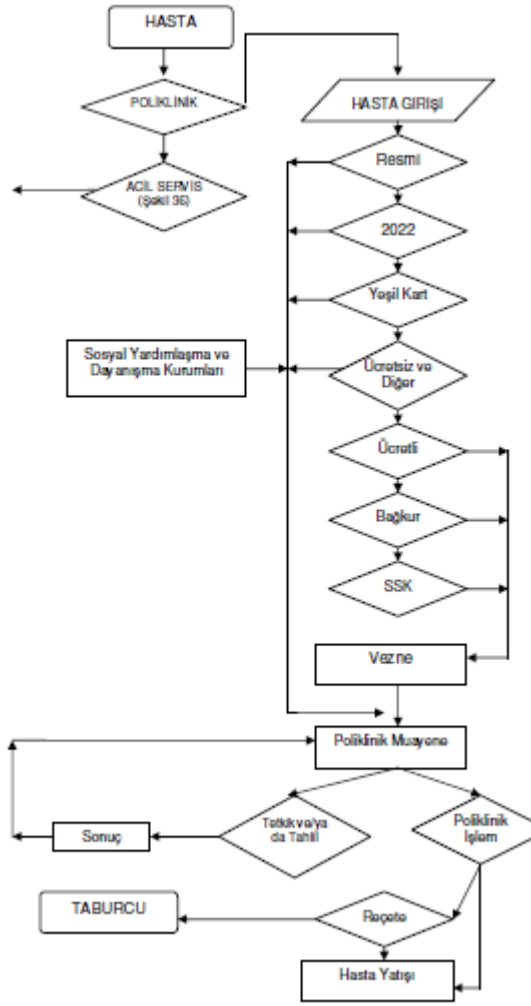 HASTA
POLİKLİNİK
ACİL SERVİS
(Şekil 36)
HASTA GİRİŞİ
Resmi
2022
Yeşil Kart
Sosyal Yardımlaşma ve
Dayanışma Kurumları
Ücretsiz ve
Diğer
Ücretli
Bağkur
SSK
Vezne
Poliklinik Muayene
Tetkik ve/ya
da Tahlil
Poliklinik
İşlem
Sonuç
TABURCU
Reçete
Hasta Yatışı